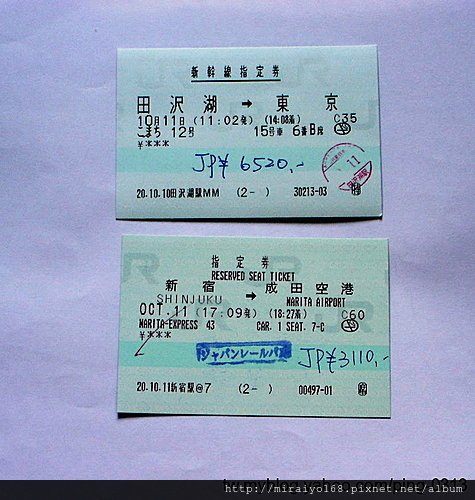 新幹線指定券
田沢湖 → 東京
10月11日 (11:02発) (14:08着) C35
こまち 12号 15号車 6番B席
¥***
JP¥ 6520,-
11
20.10.10田沢湖駅MM (2-) 30213-03
指定券
RESERVED SEAT TICKET
新宿 → 成田空港
SHINJUKU NARITA AIRPORT
OCT.11 (17:09発) (18:27着) C60
NARITA-EXPRESS 43 CAR. 1 SEAT. 7-C
¥***
ジャパンレールパス
JP¥3110,-
20.10.11新宿駅@7 (2-) 00497-01
http://miraiyo168.pixnet.net/album